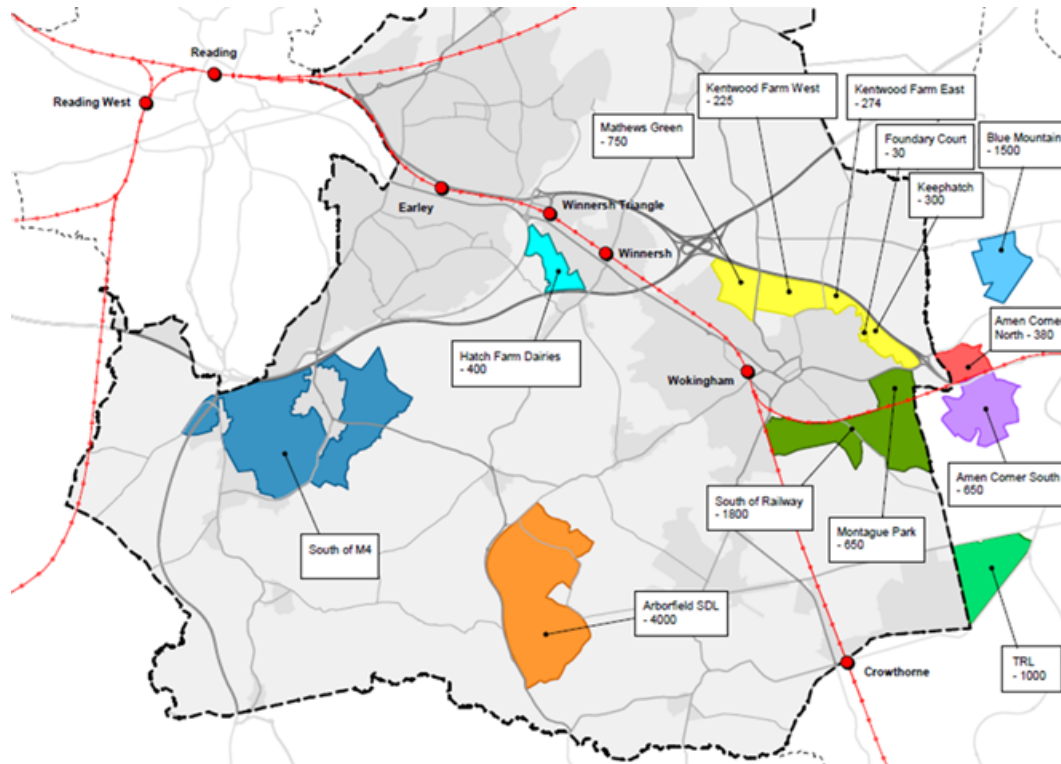 Reading
Reading West
Kentwood Farm West
- 225
Kentwood Farm East
- 274
Mathews Green
- 750
Foundary Court
- 30
Blue Mountain
- 1500
Keephatch
- 300
Earley
Winnersh Triangle
Winnersh
Amen Corner
North - 380
Hatch Farm Dairies
- 400
Wokingham
Amen Corner South
- 650
South of Railway
- 1800
Montague Park
- 650
South of M4
Arborfield SDL
- 4000
TRL
- 1000
Crowthorne